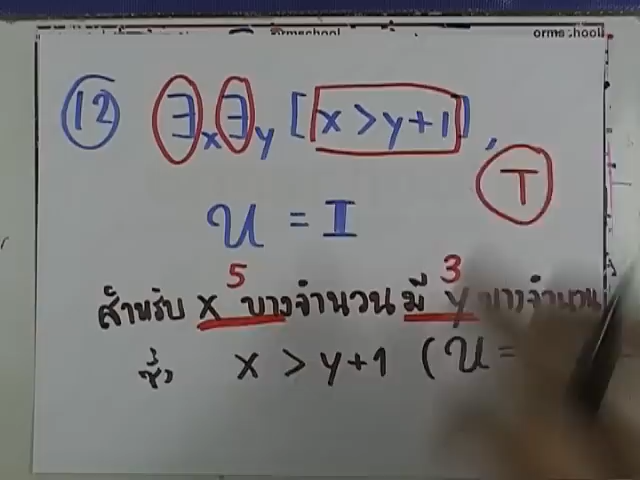 ormschool ormschool
12 ∃x∃y [x > y+1] ,
T
U = I
5 3
สำหรับ x บางจำนวน มี y บางจำนวน
ซึ่ง x > y+1 (U =